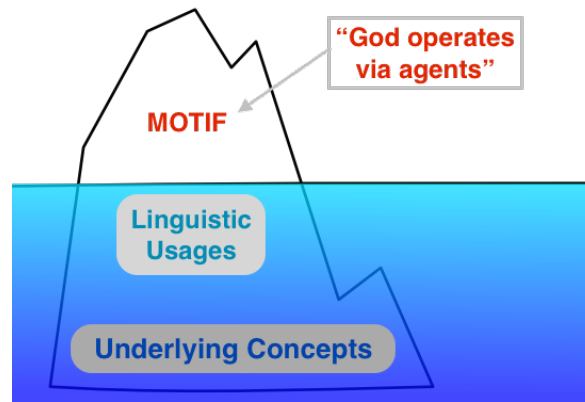 “God operates
via agents”
MOTIF
Linguistic
Usages
Underlying Concepts